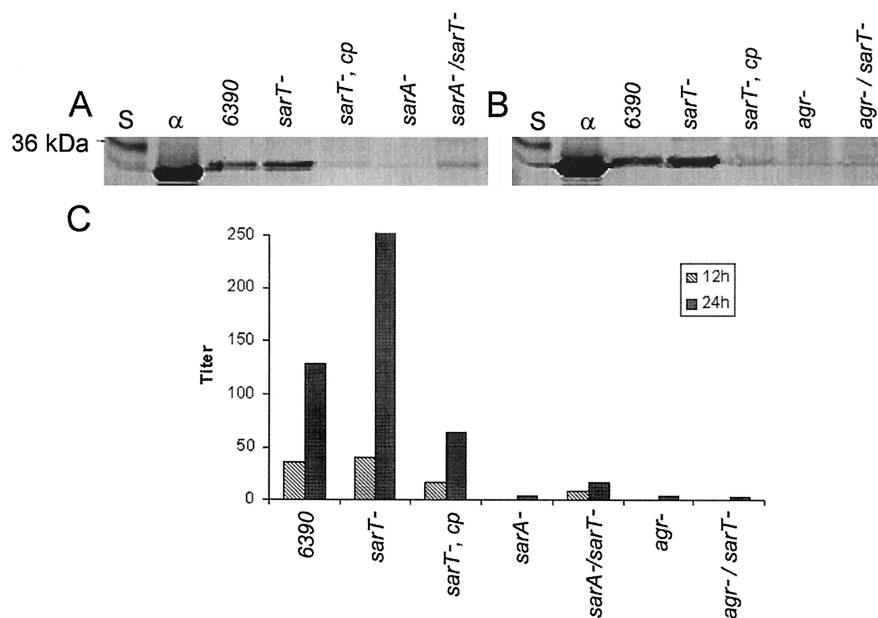 A
S
α
6390
sarT-
sarT-, cp
sarA-
sarA-/sarT-
36 kDa
B
S
α
6390
sarT-
sarT-, cp
agr-
agr- / sarT-
C
250
200
150
100
50
0
Titer
12h
24h
6390
sarT-
sarT-, cp
sarA-
sarA-/sarT-
agr-
agr- / sarT-